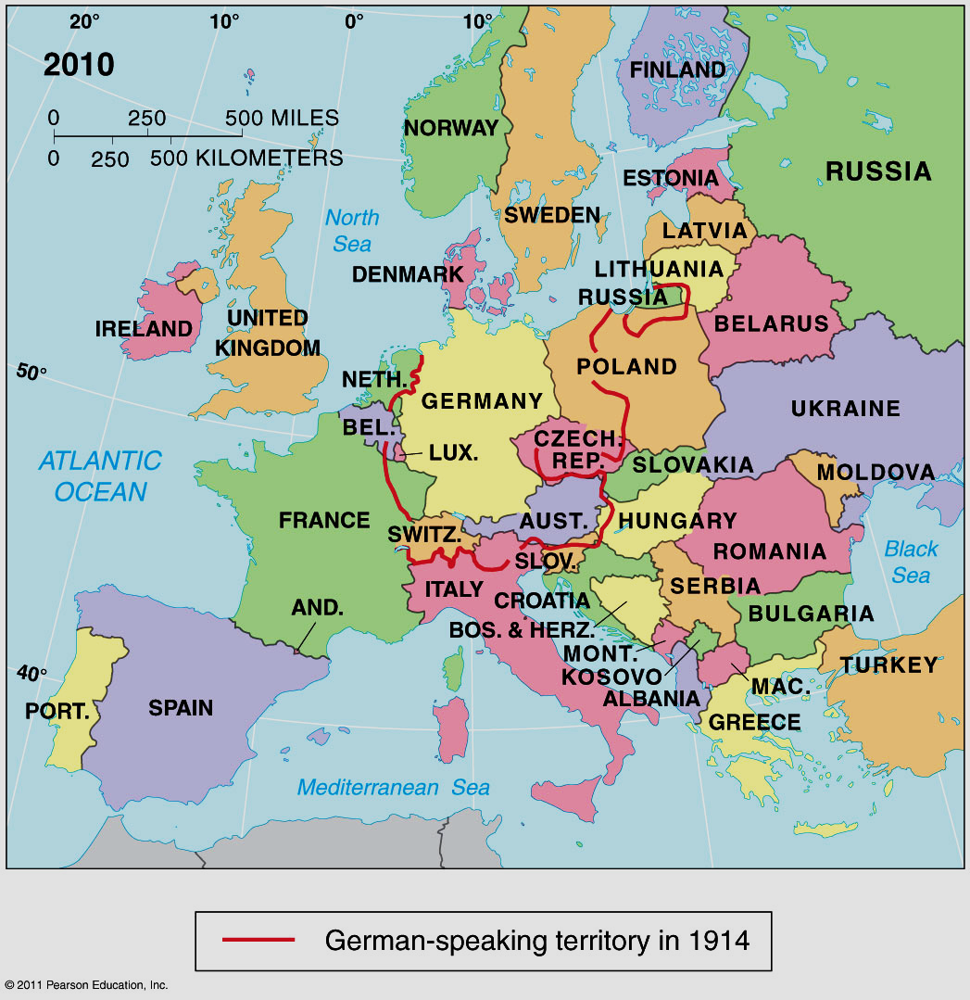 20°
10°
0°
10°
2010
0 250 500 MILES
0 250 500 KILOMETERS
FINLAND
NORWAY
RUSSIA
ESTONIA
North
Sea
SWEDEN
LATVIA
DENMARK
LITHUANIA
RUSSIA
IRELAND
UNITED
KINGDOM
BELARUS
50°
NETH.
POLAND
GERMANY
UKRAINE
BEL.
CZECH.
REP.
LUX.
ATLANTIC
OCEAN
SLOVAKIA
MOLDOVA
FRANCE
SWITZ.
AUST.
HUNGARY
ROMANIA
Black
Sea
SLOV.
ITALY
CROATIA
SERBIA
BULGARIA
AND.
BOS. & HERZ.
MONT.
KOSOVO
ALBANIA
MAC.
TURKEY
40°
PORT.
SPAIN
GREECE
Mediterranean Sea
German-speaking territory in 1914
© 2011 Pearson Education, Inc.